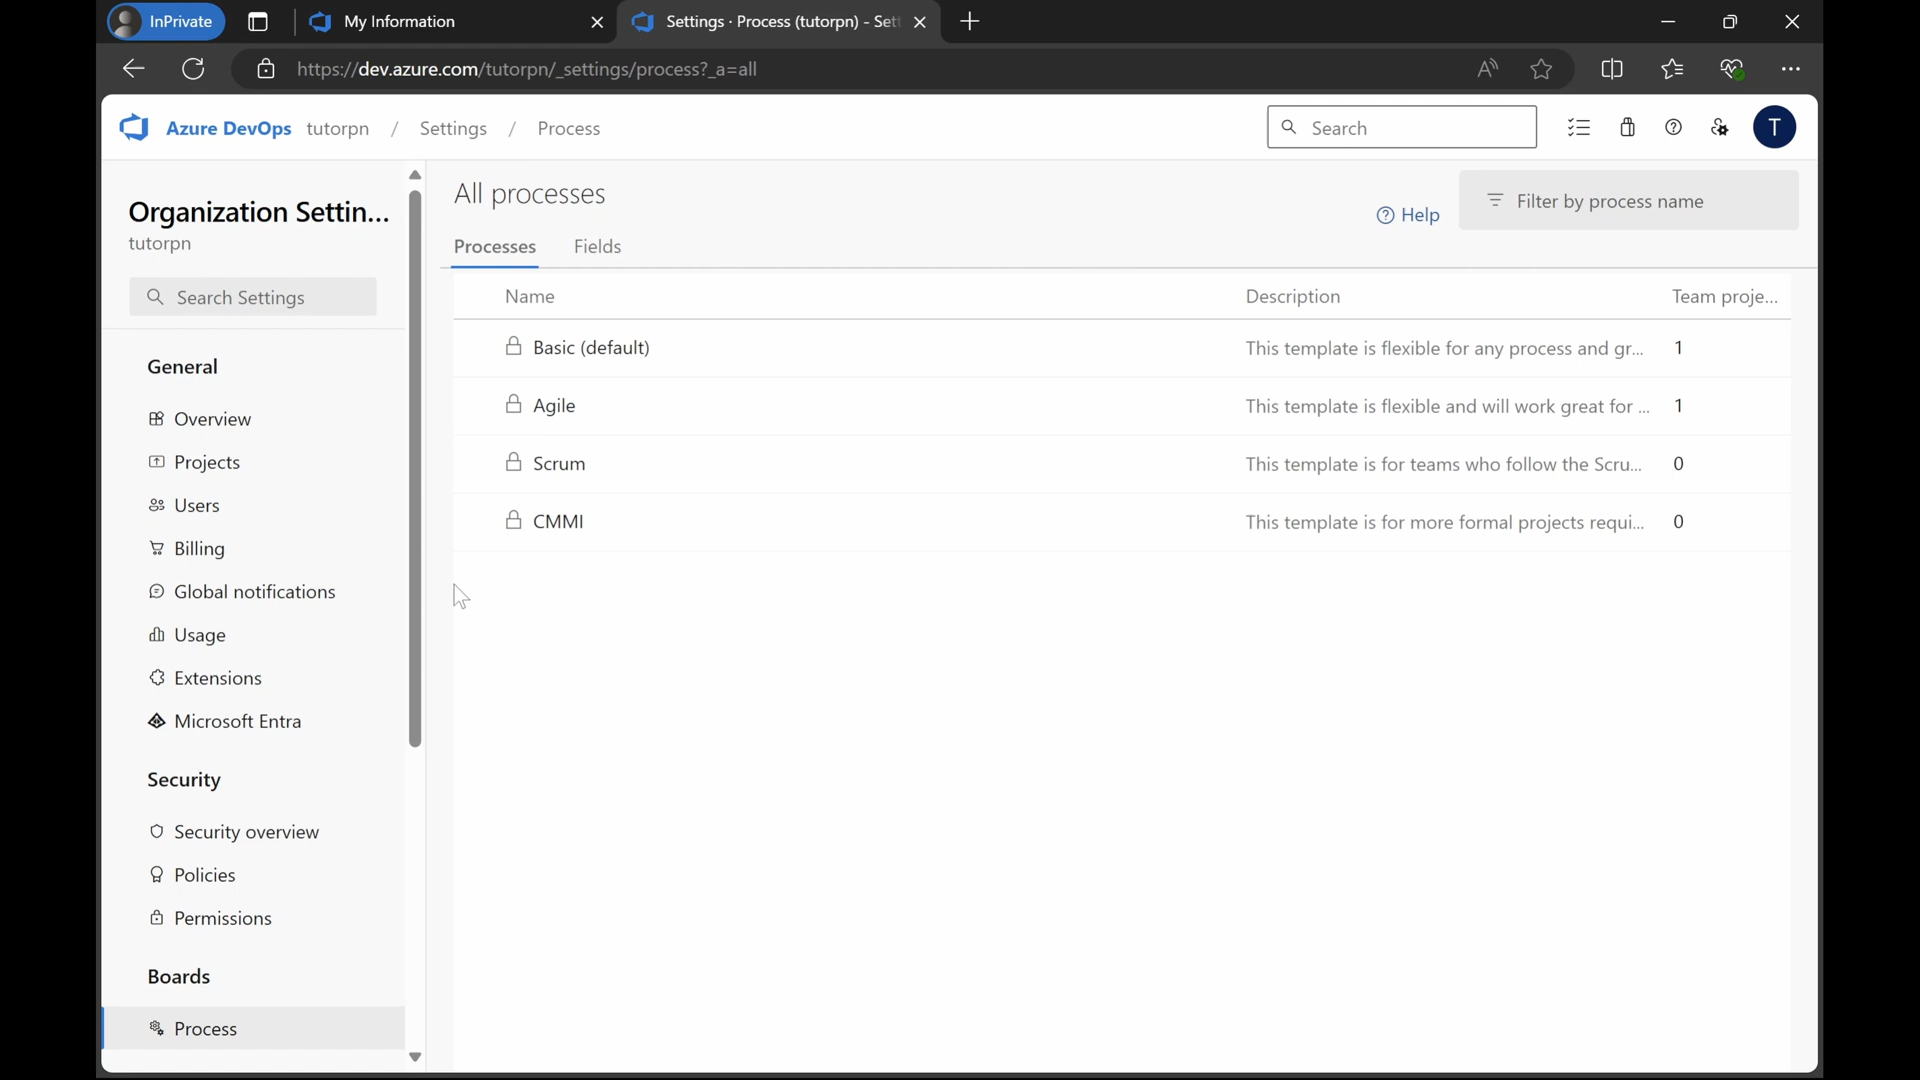 InPrivate
My Information
Settings · Process (tutorpn) - Set
https://dev.azure.com/tutorpn/_settings/process?_a=all
Azure DevOps tutorpn / Settings / Process
Search
T
Organization Settin...
tutorpn
Search Settings
General
Overview
Projects
Users
Billing
Global notifications
Usage
Extensions
Microsoft Entra
Security
Security overview
Policies
Permissions
Boards
Process
All processes
Help
Filter by process name
Processes Fields
Name Description Team proje...
Basic (default) This template is flexible for any process and gr... 1
Agile This template is flexible and will work great for ... 1
Scrum This template is for teams who follow the Scru... 0
CMMI This template is for more formal projects requi... 0